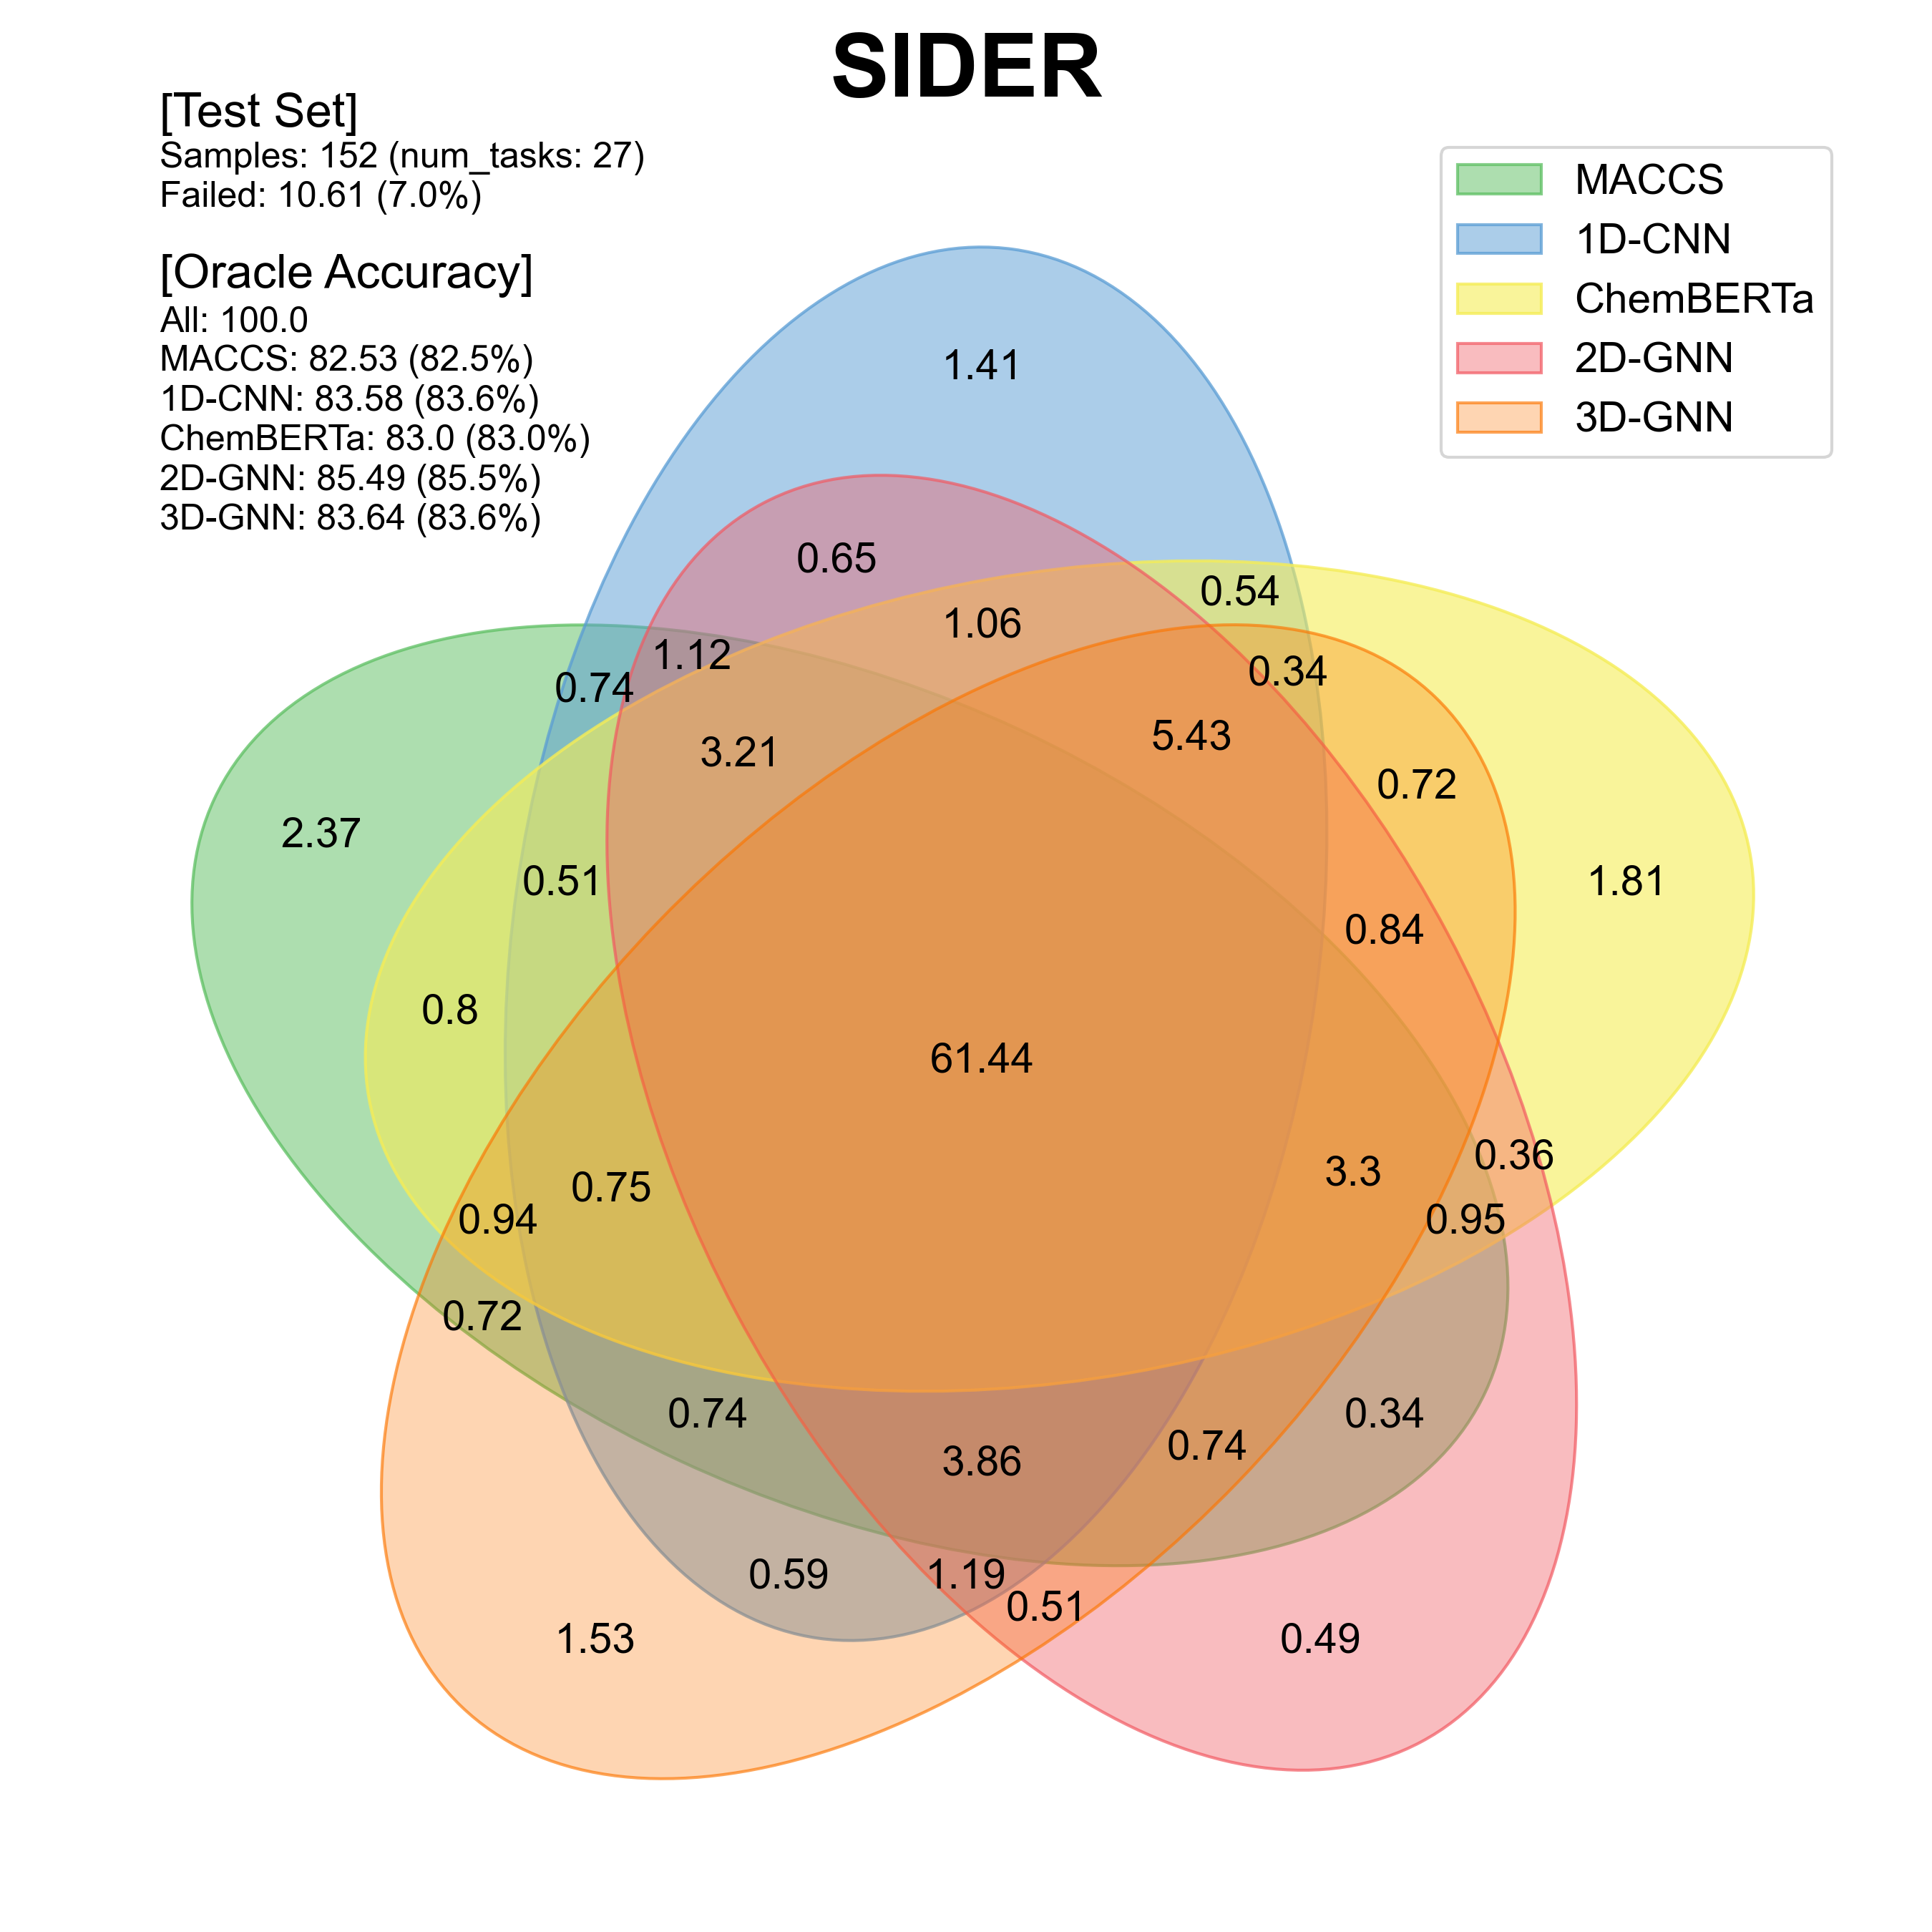 SIDER
[Test Set]
Samples: 152 (num_tasks: 27)
Failed: 10.61 (7.0%)
[Oracle Accuracy]
All: 100.0
MACCS: 82.53 (82.5%)
1D-CNN: 83.58 (83.6%)
ChemBERTa: 83.0 (83.0%)
2D-GNN: 85.49 (85.5%)
3D-GNN: 83.64 (83.6%)
MACCS
1D-CNN
ChemBERTa
2D-GNN
3D-GNN
1.41
0.65
0.54
1.06
1.12
0.34
0.74
5.43
3.21
0.72
2.37
0.51
1.81
0.84
0.8
61.44
0.36
3.3
0.75
0.94
0.95
0.72
0.74
0.34
0.74
3.86
0.59
1.19
0.51
1.53
0.49